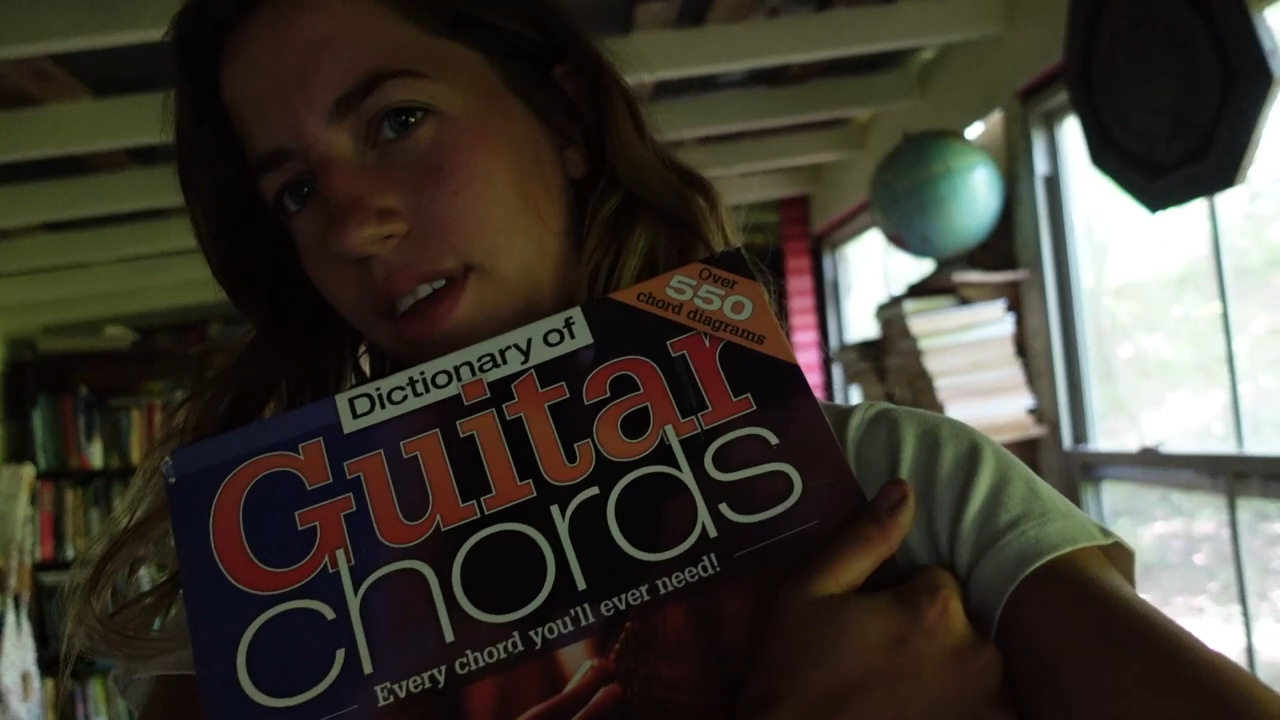 Over
550
chord diagrams
Dictionary of
Guitar
chords
Every chord you'll ever need!